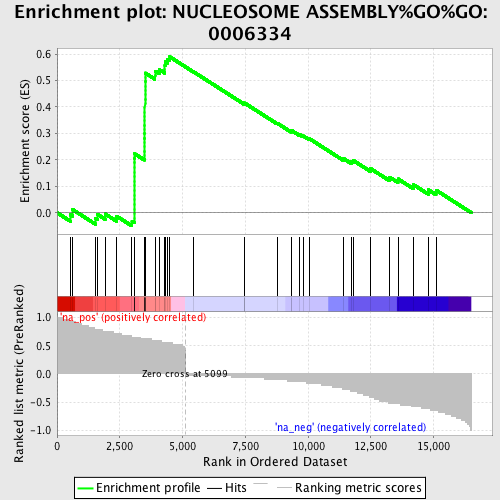 Enrichment plot: NUCLEOSOME ASSEMBLY%GO%GO:
0006334
Enrichment score (ES)
0.6
0.5
0.4
0.3
0.2
0.1
0.0
Ranked list metric (PreRanked)
1.0
0.5
0.0
-0.5
-1.0
'na_pos' (positively correlated)
Zero cross at 5099
'na_neg' (negatively correlated)
0
2,500
5,000
7,500
10,000
12,500
15,000
Rank in Ordered Dataset
Enrichment profile
Hits
Ranking metric scores